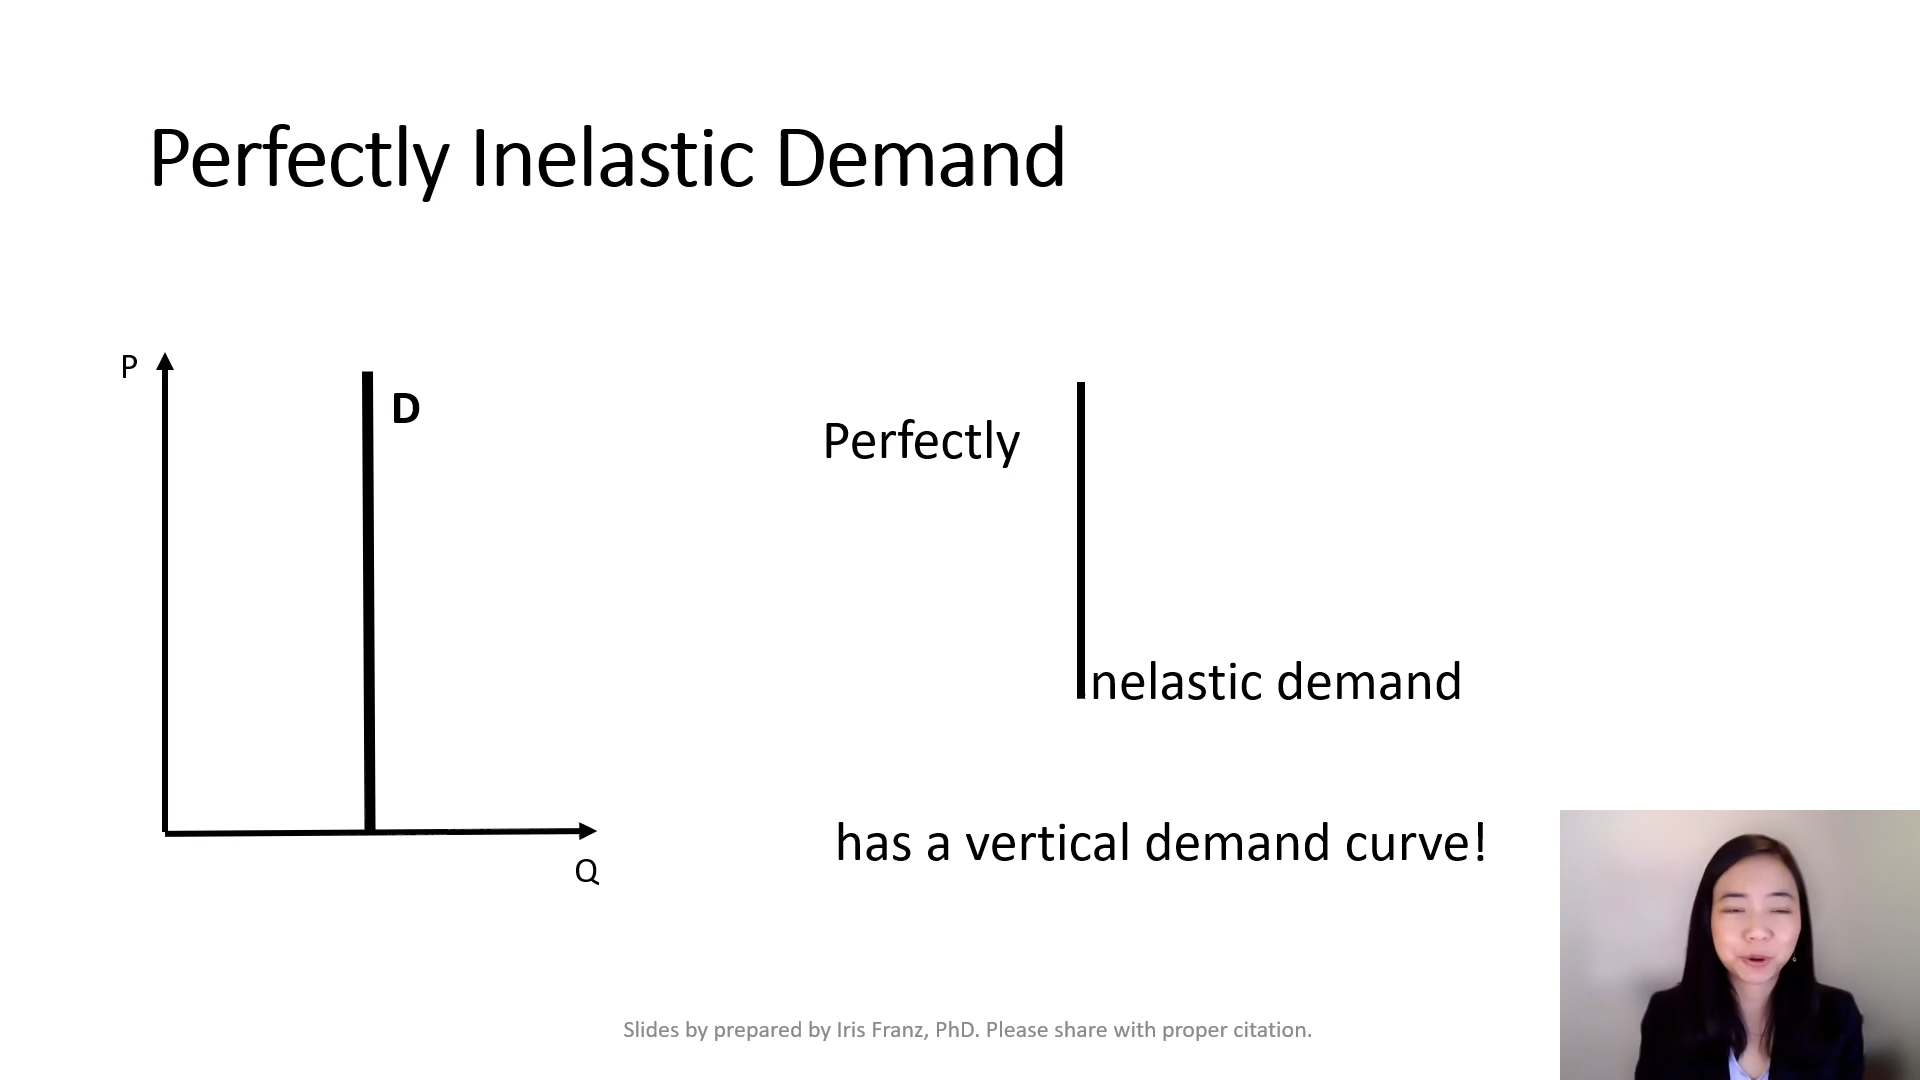 Perfectly Inelastic Demand
P
D
Q
Perfectly
Inelastic demand
has a vertical demand curve!
Slides by prepared by Iris Franz, PhD. Please share with proper citation.